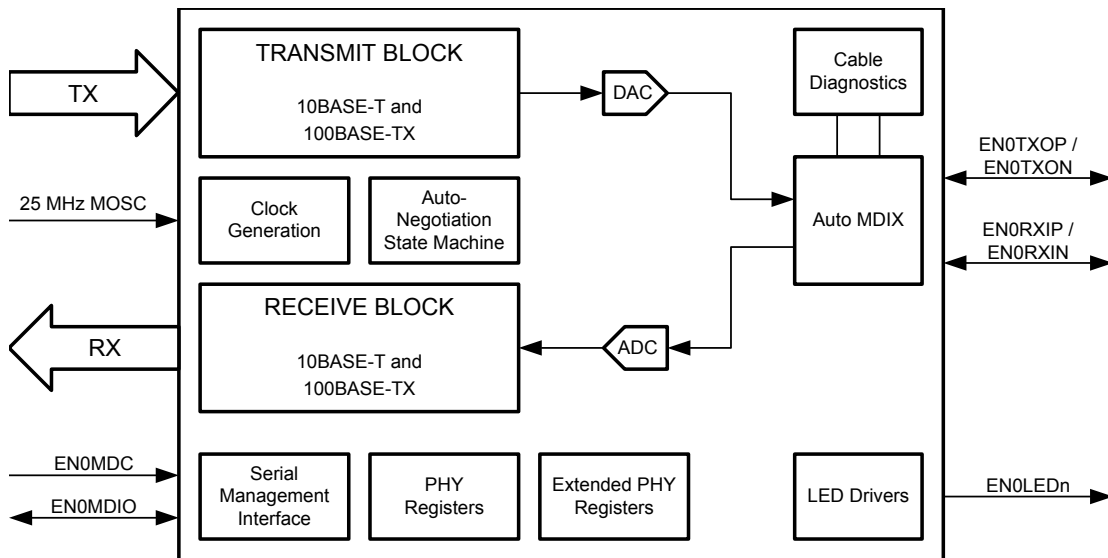 TRANSMIT BLOCK
10BASE-T and
100BASE-TX
TX
DAC
Cable
Diagnostics
EN0TXOP /
EN0TXON
25 MHz MOSC
Clock
Generation
Auto-
Negotiation
State Machine
Auto MDIX
EN0RXIP /
EN0RXIN
RECEIVE BLOCK
10BASE-T and
100BASE-TX
RX
ADC
EN0MDC
EN0MDIO
Serial
Management
Interface
PHY
Registers
Extended PHY
Registers
LED Drivers
EN0LEDn